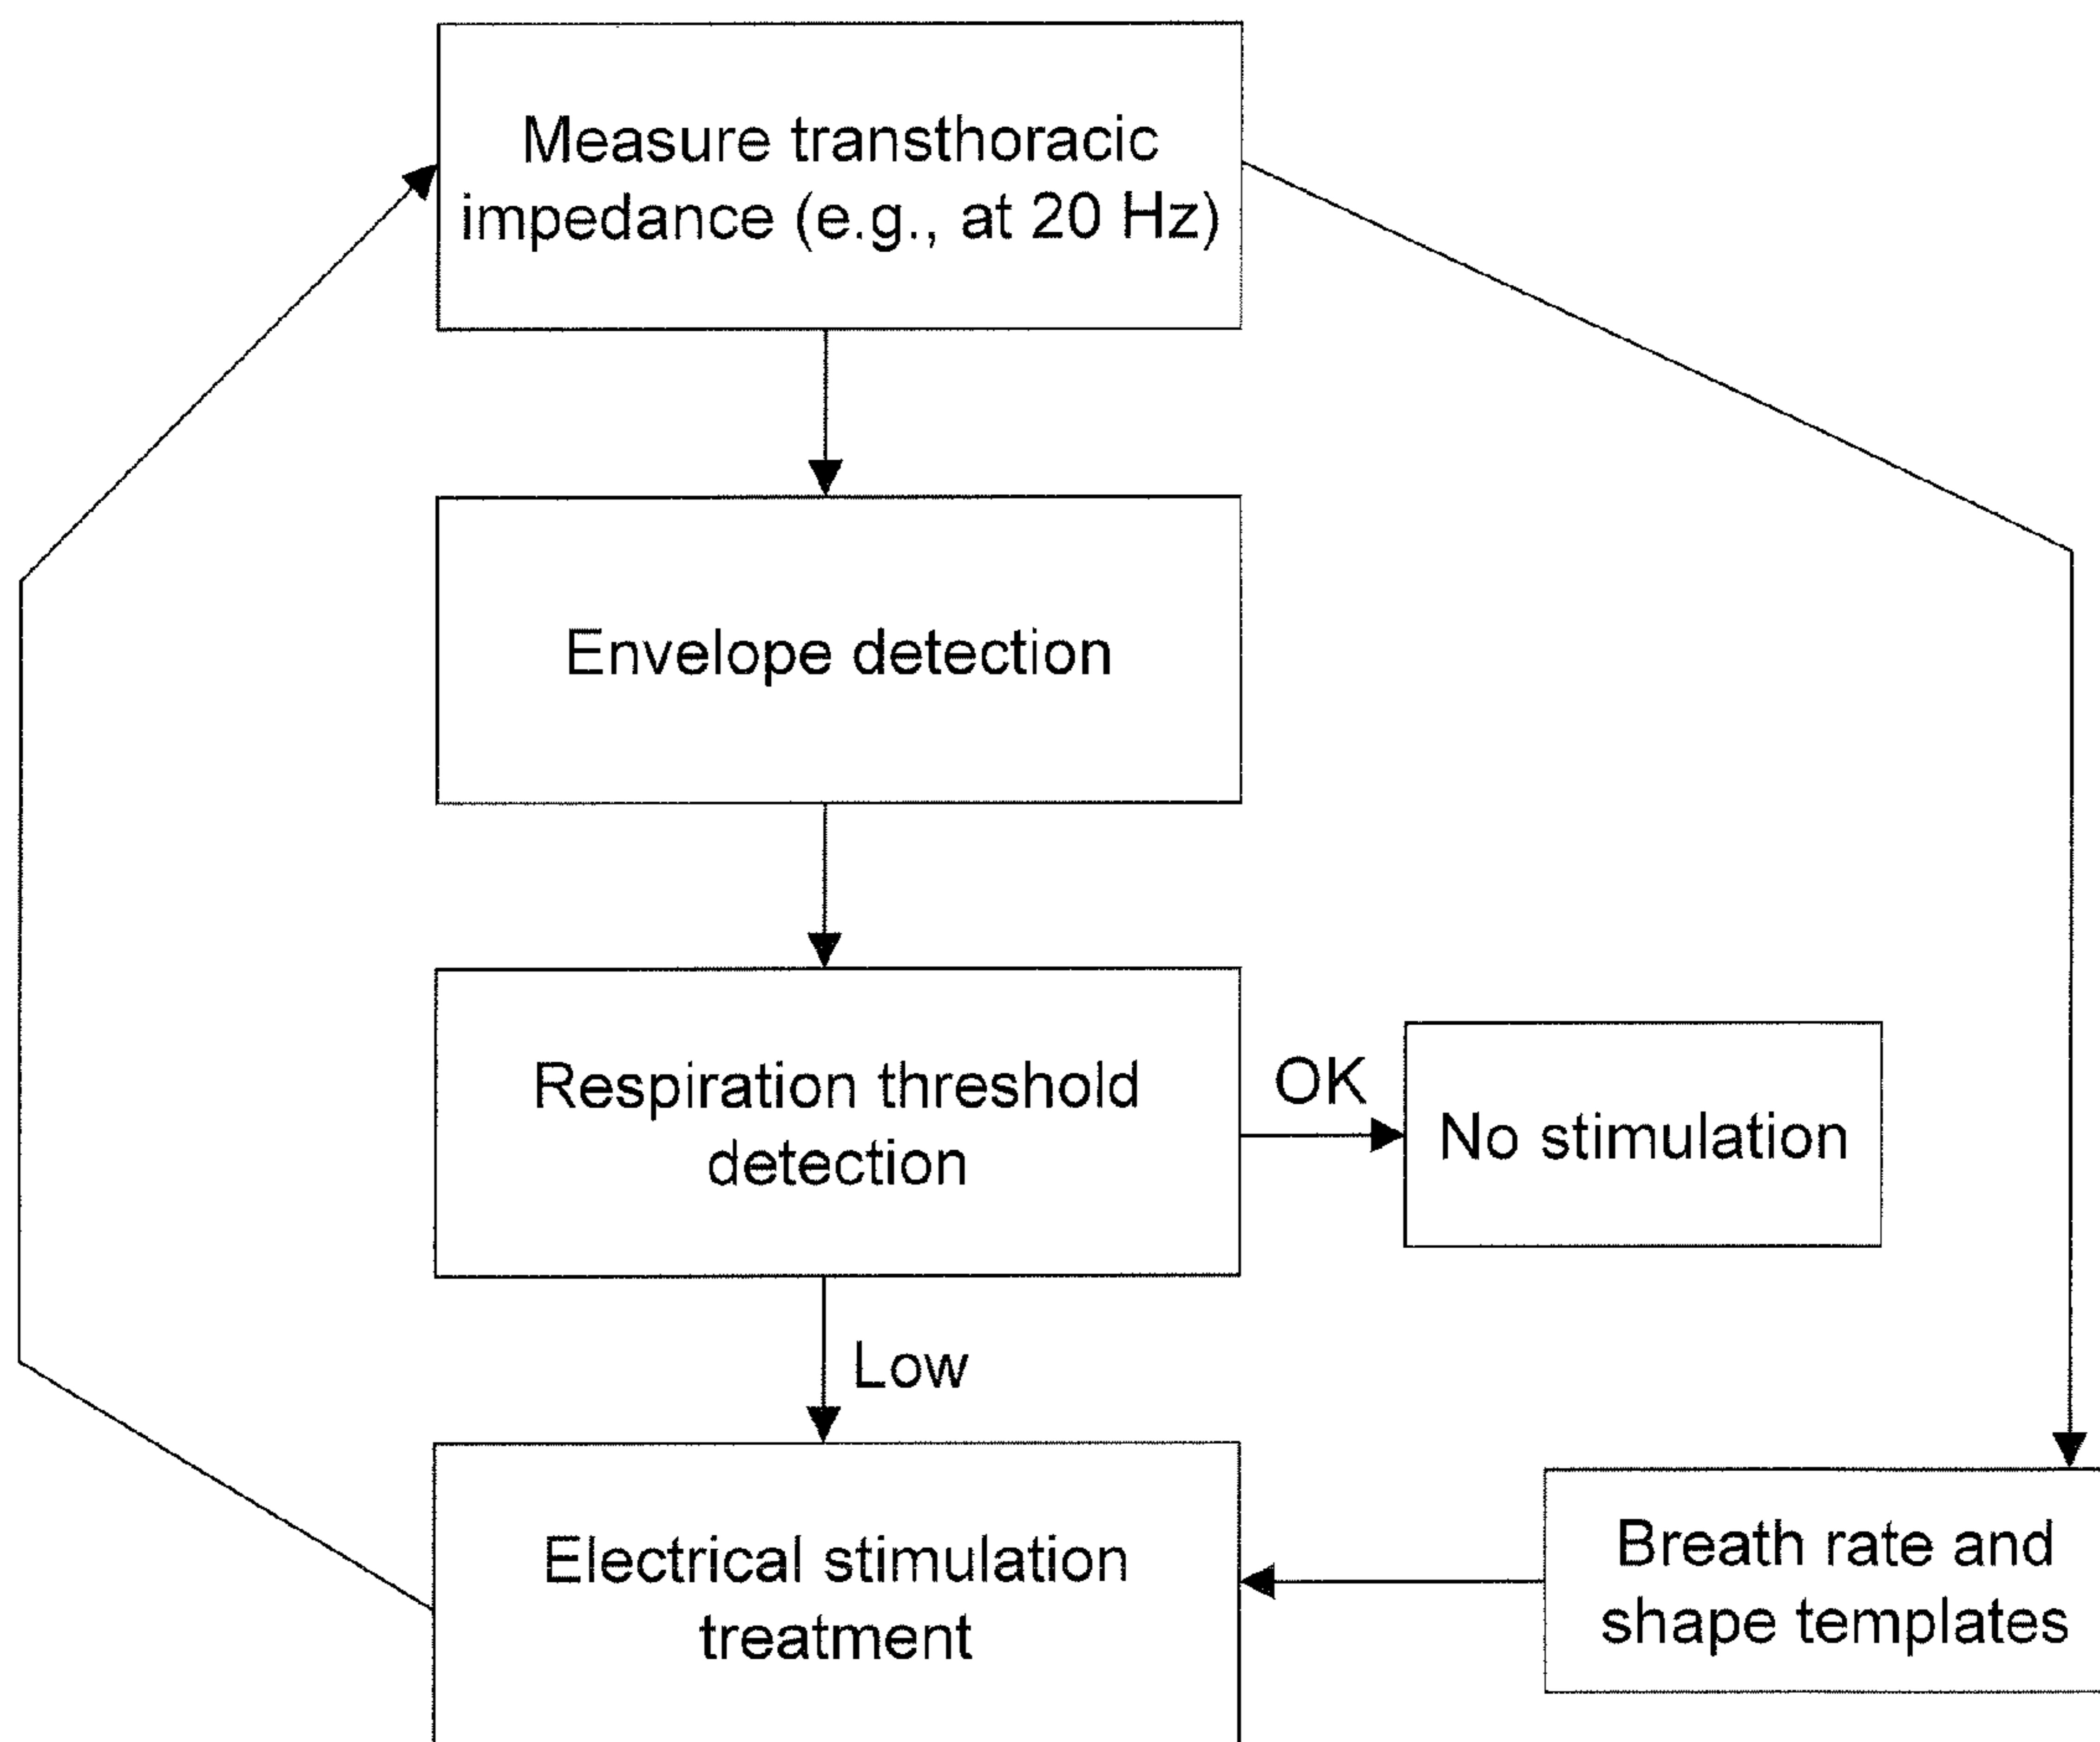 Measure transthoracic
impedance (e.g., at 20 Hz)
Envelope detection
Respiration threshold
detection
OK
No stimulation
Low
Electrical stimulation
treatment
Breath rate and
shape templates